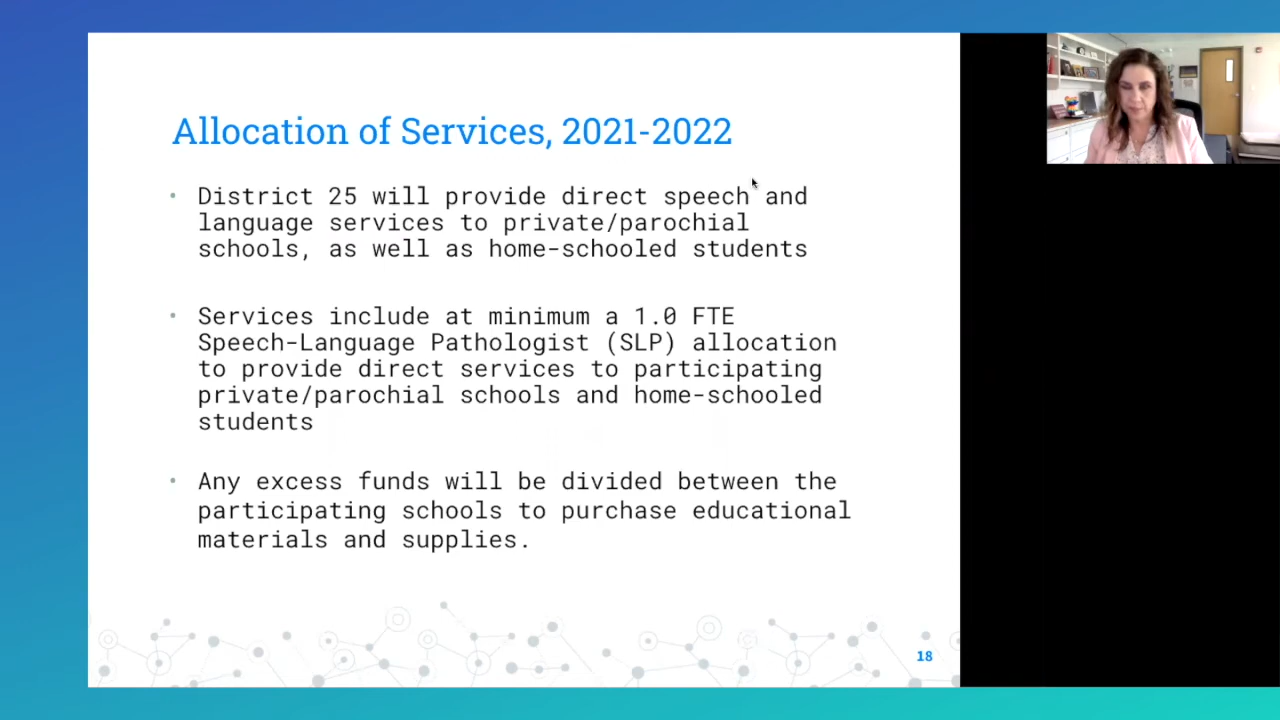 Allocation of Services, 2021-2022
• District 25 will provide direct speech and
language services to private/parochial
schools, as well as home-schooled students
• Services include at minimum a 1.0 FTE
Speech-Language Pathologist (SLP) allocation
to provide direct services to participating
private/parochial schools and home-schooled
students
• Any excess funds will be divided between the
participating schools to purchase educational
materials and supplies.
18